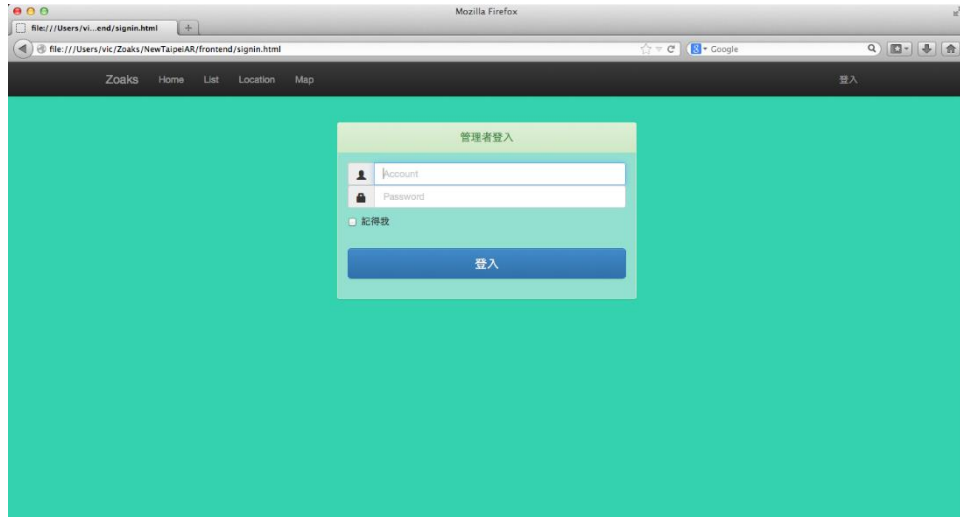 Mozilla Firefox
file:///Users/vi...end/signin.html
file:///Users/vic/Zoaks/NewTaipeiAR/frontend/signin.html
Google
Zoaks Home List Location Map 登入
管理者登入
Account
Password
記得我
登入